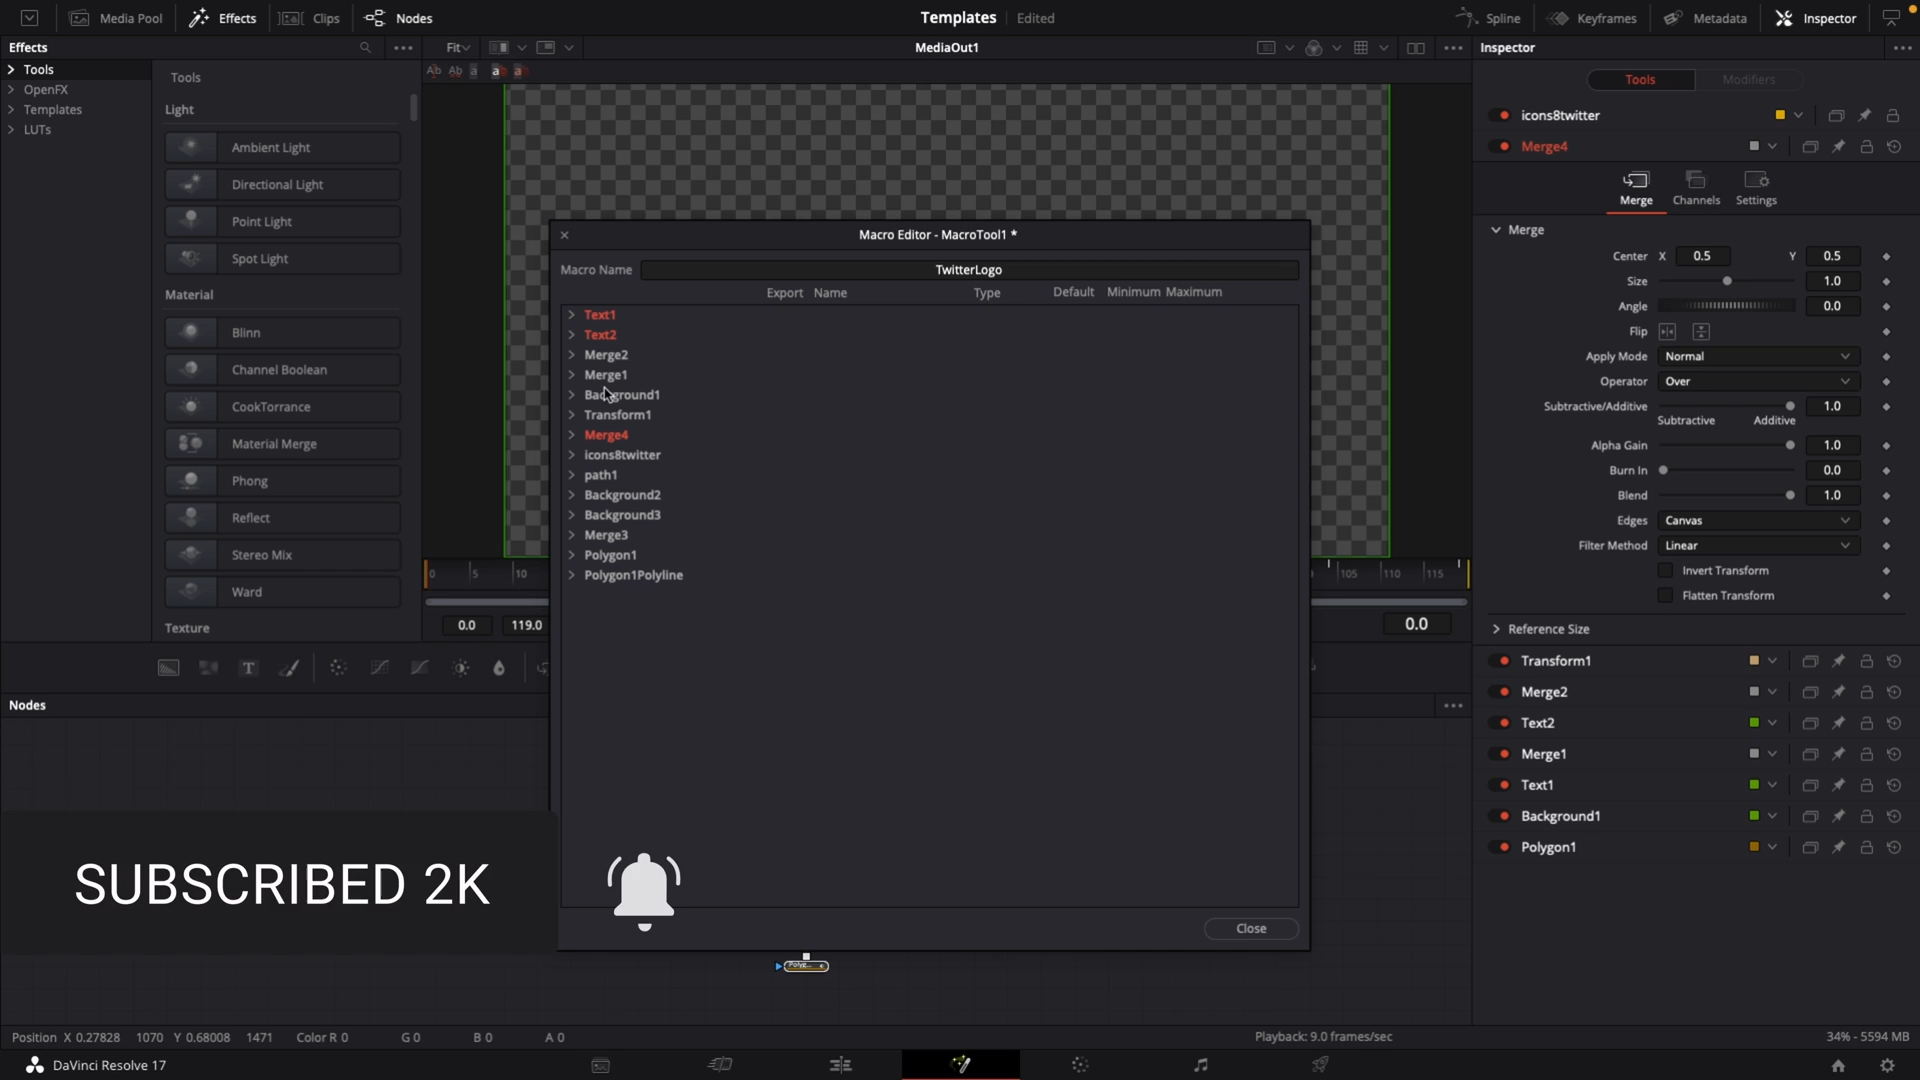 Media Pool Effects Clips Nodes Templates Edited Spline Keyframes Metadata Inspector
Effects Fit MediaOut1 Inspector
Tools
OpenFX
Templates
LUTs
Tools
Light
Ambient Light
Directional Light
Point Light
Spot Light
Material
Blinn
Channel Boolean
CookTorrance
Material Merge
Phong
Reflect
Stereo Mix
Ward
Texture
Macro Editor - MacroTool1 *
Macro Name TwitterLogo
Export Name Type Default Minimum Maximum
Text1
Text2
Merge2
Merge1
Background1
Transform1
Merge4
icons8twitter
path1
Background2
Background3
Merge3
Polygon1
Polygon1Polyline
Close
0 5 10 105 110 115
0.0 119.0 0.0
Tools Modifiers
icons8twitter
Merge4
Merge Channels Settings
Merge
Center X 0.5 Y 0.5
Size 1.0
Angle 0.0
Flip
Apply Mode Normal
Operator Over
Subtractive/Additive 1.0
Subtractive Additive
Alpha Gain 1.0
Burn In 0.0
Blend 1.0
Edges Canvas
Filter Method Linear
Invert Transform
Flatten Transform
Reference Size
Transform1
Merge2
Text2
Merge1
Text1
Background1
Polygon1
Nodes
SUBSCRIBED 2K
Polyg...
Position X 0.27828 1070 Y 0.68008 1471 Color R 0 G 0 B 0 A 0 Playback: 9.0 frames/sec 34% - 5594 MB
DaVinci Resolve 17